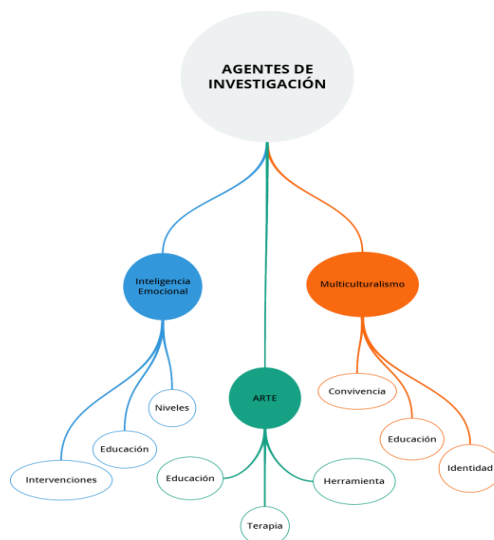 AGENTES DE
INVESTIGACIÓN
Inteligencia
Emocional
Multiculturalismo
Niveles
Educación
Intervenciones
ARTE
Educación
Terapia
Herramienta
Convivencia
Educación
Identidad